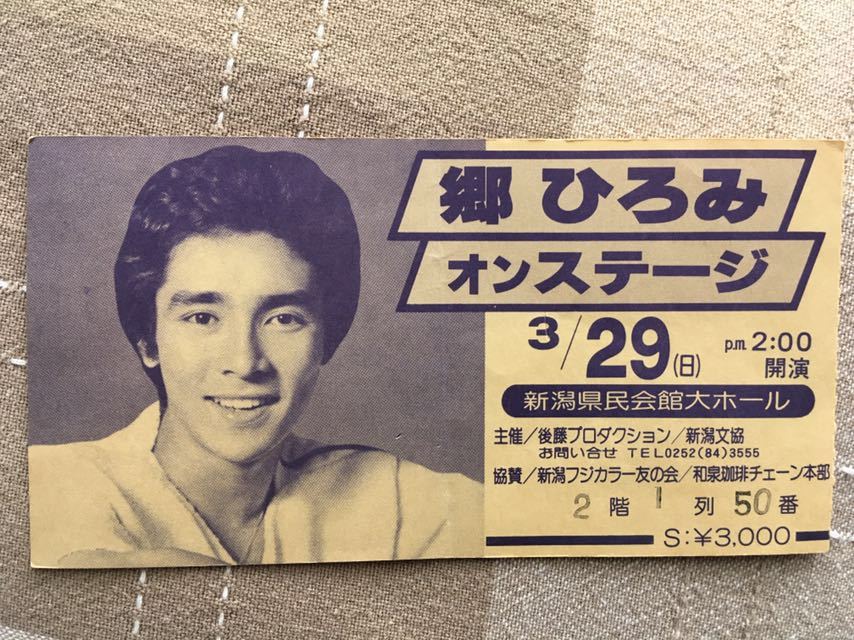 郷 ひろみ
オンステージ
3/29(日) p.m.2:00
開演
新潟県民会館大ホール
主催/後藤プロダクション/新潟文協
お問い合せ TEL0252(84)3555
協賛/新潟フジカラー友の会/和泉珈琲チェーン本部
2階 1列 50番
S:¥3,000